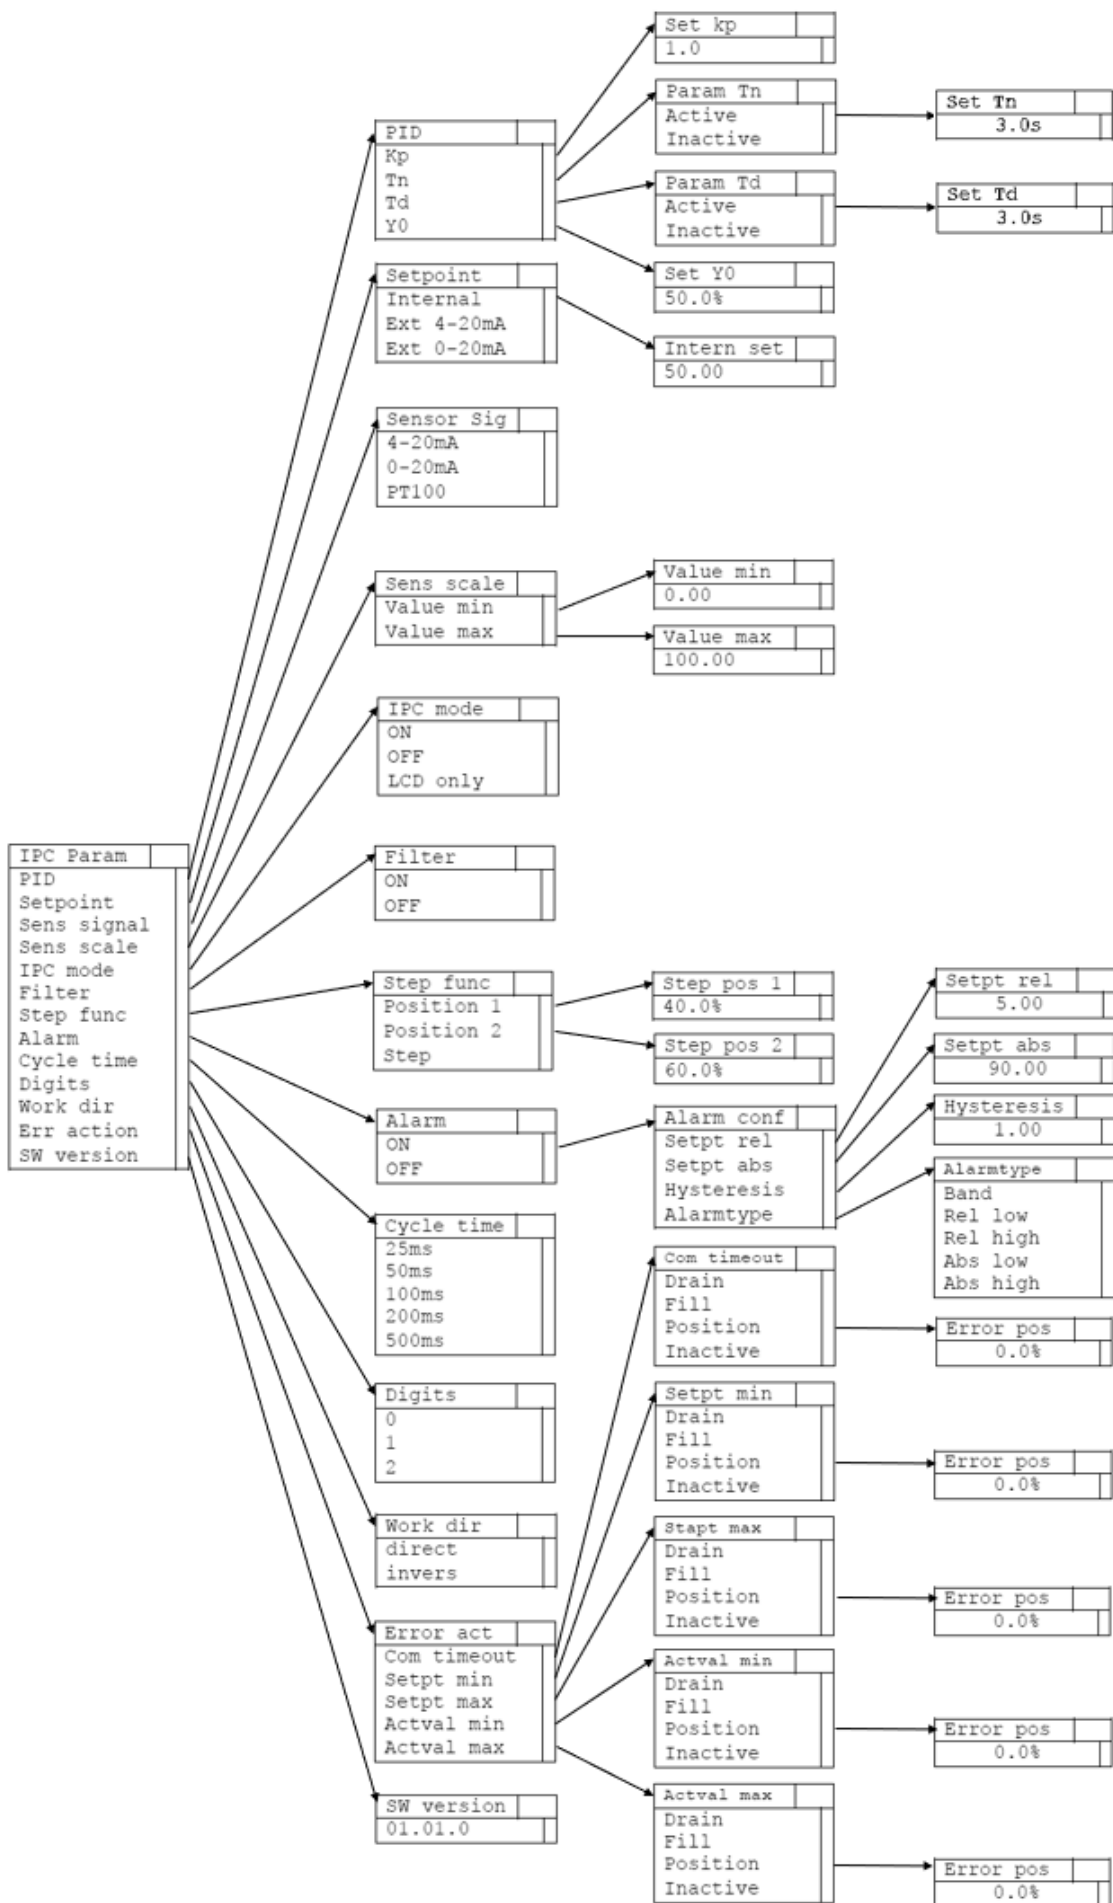 Set kp
1.0
Param Tn
Active
Inactive
Set Tn
3.0s
PID
Kp
Tn
Td
Y0
Param Td
Active
Inactive
Set Td
3.0s
Set Y0
50.0%
Setpoint
Internal
Ext 4-20mA
Ext 0-20mA
Intern set
50.00
Sensor Sig
4-20mA
0-20mA
PT100
Sens scale
Value min
Value max
Value min
0.00
Value max
100.00
IPC mode
ON
OFF
LCD only
IPC Param
PID
Setpoint
Sens signal
Sens scale
IPC mode
Filter
Step func
Alarm
Cycle time
Digits
Work dir
Err action
SW version
Filter
ON
OFF
Step func
Position 1
Position 2
Step
Step pos 1
40.0%
Step pos 2
60.0%
Setpt rel
5.00
Setpt abs
90.00
Hysteresis
1.00
Alarm
ON
OFF
Alarm conf
Setpt rel
Setpt abs
Hysteresis
Alarmtype
Alarmtype
Band
Rel low
Rel high
Abs low
Abs high
Cycle time
25ms
50ms
100ms
200ms
500ms
Com timeout
Drain
Fill
Position
Inactive
Error pos
0.0%
Digits
0
1
2
Setpt min
Drain
Fill
Position
Inactive
Error pos
0.0%
Work dir
direct
invers
Stapt max
Drain
Fill
Position
Inactive
Error pos
0.0%
Error act
Com timeout
Setpt min
Setpt max
Actval min
Actval max
Actval min
Drain
Fill
Position
Inactive
Error pos
0.0%
SW version
01.01.0
Actval max
Drain
Fill
Position
Inactive
Error pos
0.0%